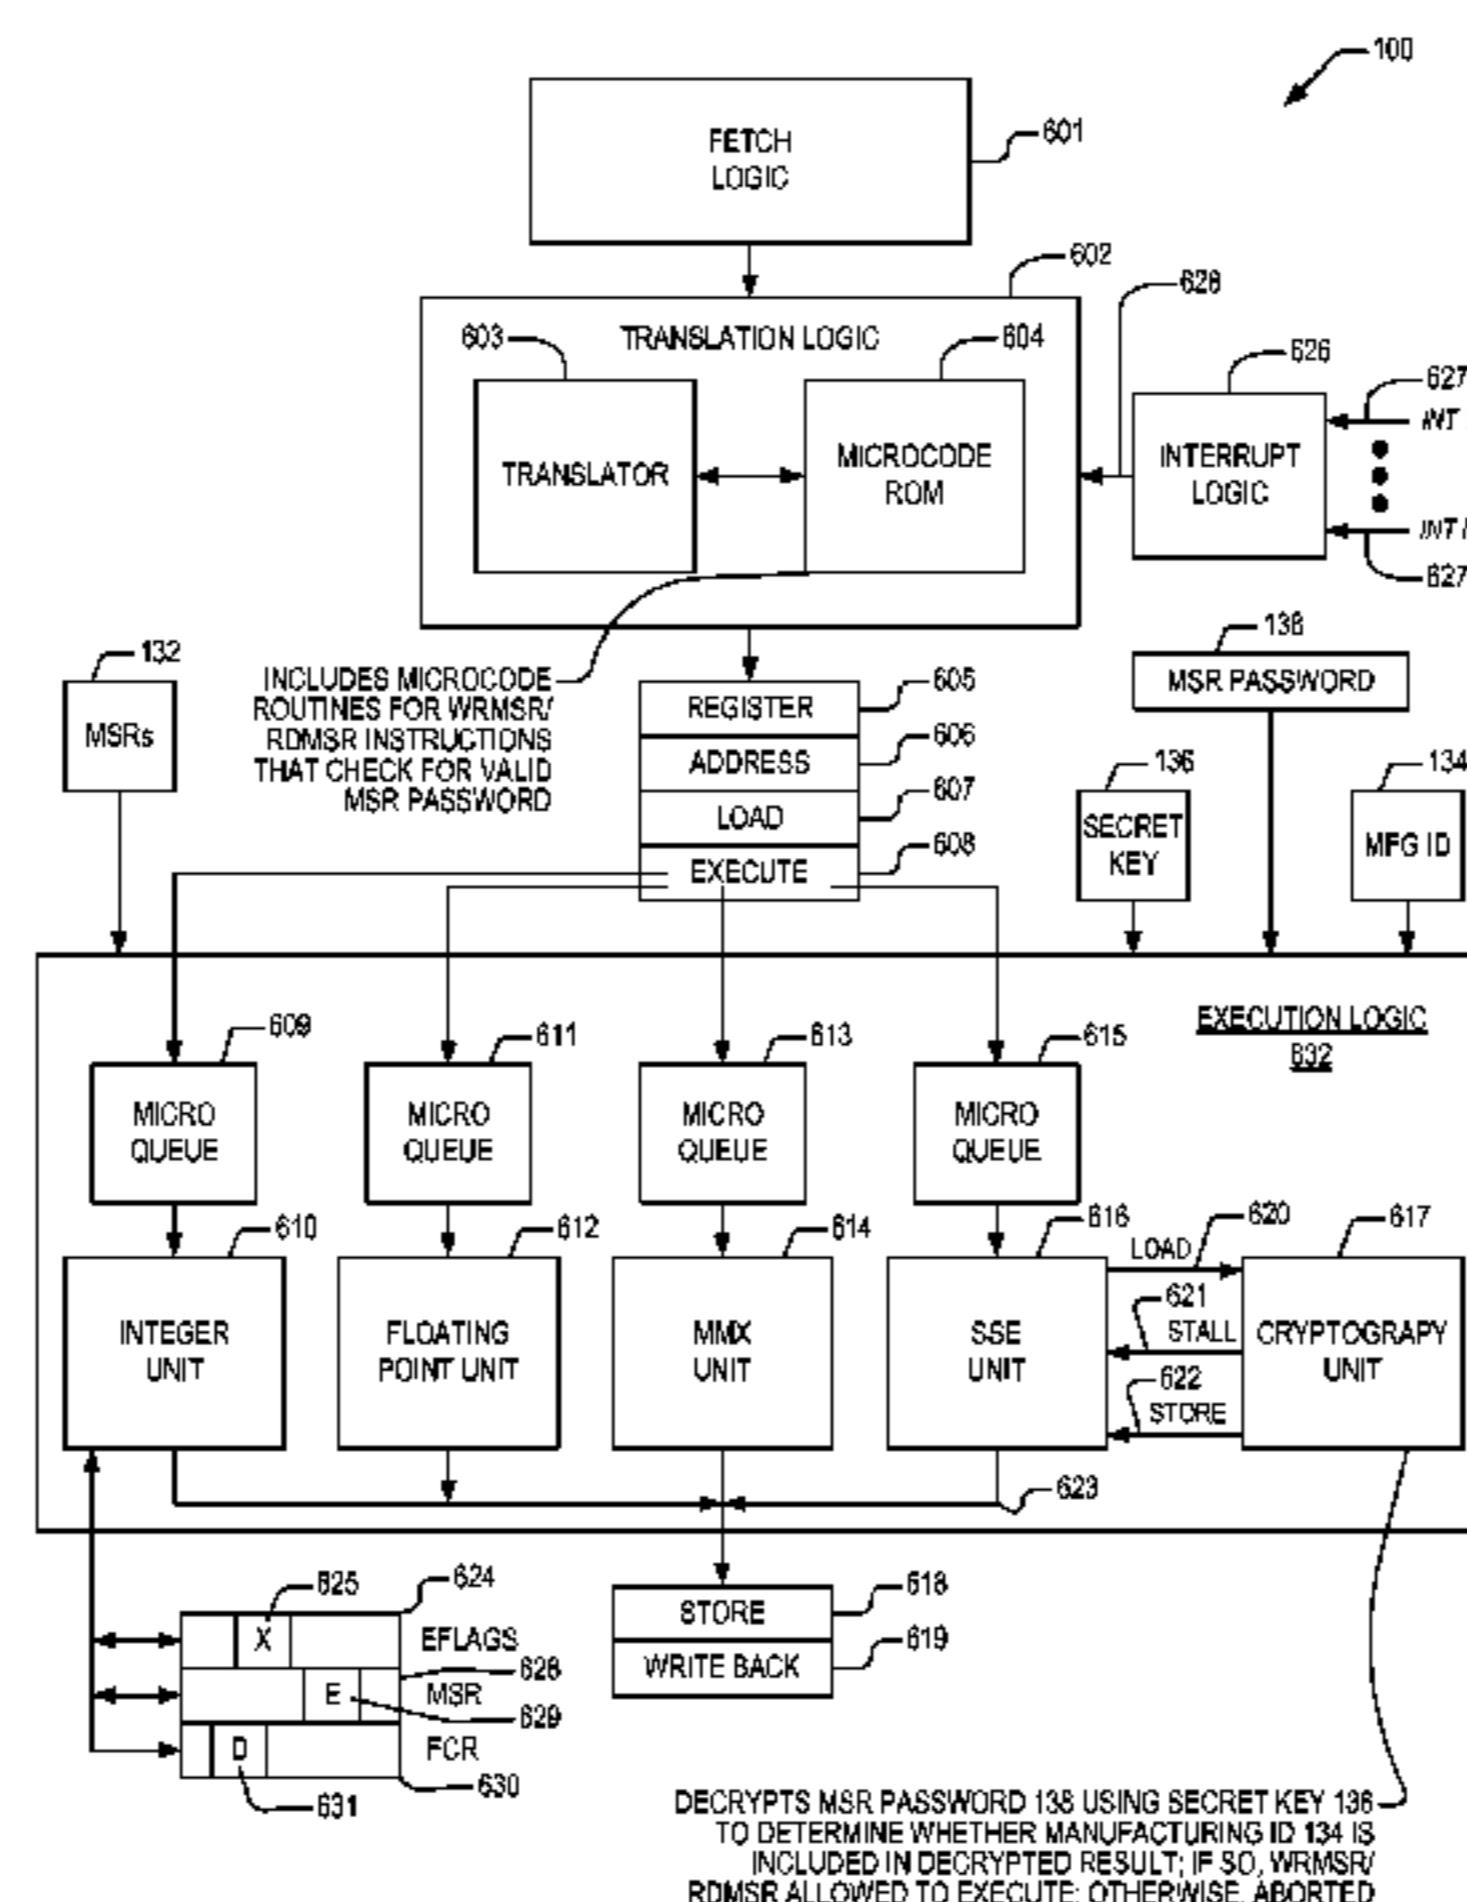 100
FETCH
LOGIC
601
602
628
603
TRANSLATION LOGIC
604
626
627
INT
TRANSLATOR
MICROCODE
ROM
INTERRUPT
LOGIC
INT
627
132
138
INCLUDES MICROCODE
ROUTINES FOR WRMSR/
RDMSR INSTRUCTIONS
THAT CHECK FOR VALID
MSR PASSWORD
MSRs
REGISTER
605
MSR PASSWORD
ADDRESS
606
136
134
LOAD
607
SECRET
KEY
MFG ID
EXECUTE
608
EXECUTION LOGIC
632
609
611
613
615
MICRO
QUEUE
MICRO
QUEUE
MICRO
QUEUE
MICRO
QUEUE
610
612
614
616
620
617
LOAD
621
STALL
622
STORE
INTEGER
UNIT
FLOATING
POINT UNIT
MMX
UNIT
SSE
UNIT
CRYPTOGRAPY
UNIT
623
625
624
618
X
EFLAGS
STORE
628
619
E
MSR
WRITE BACK
629
D
FCR
630
631
DECRYPTS MSR PASSWORD 138 USING SECRET KEY 136
TO DETERMINE WHETHER MANUFACTURING ID 134 IS
INCLUDED IN DECRYPTED RESULT; IF SO, WRMSR/
RDMSR ALLOWED TO EXECUTE; OTHERWISE, ABORTED